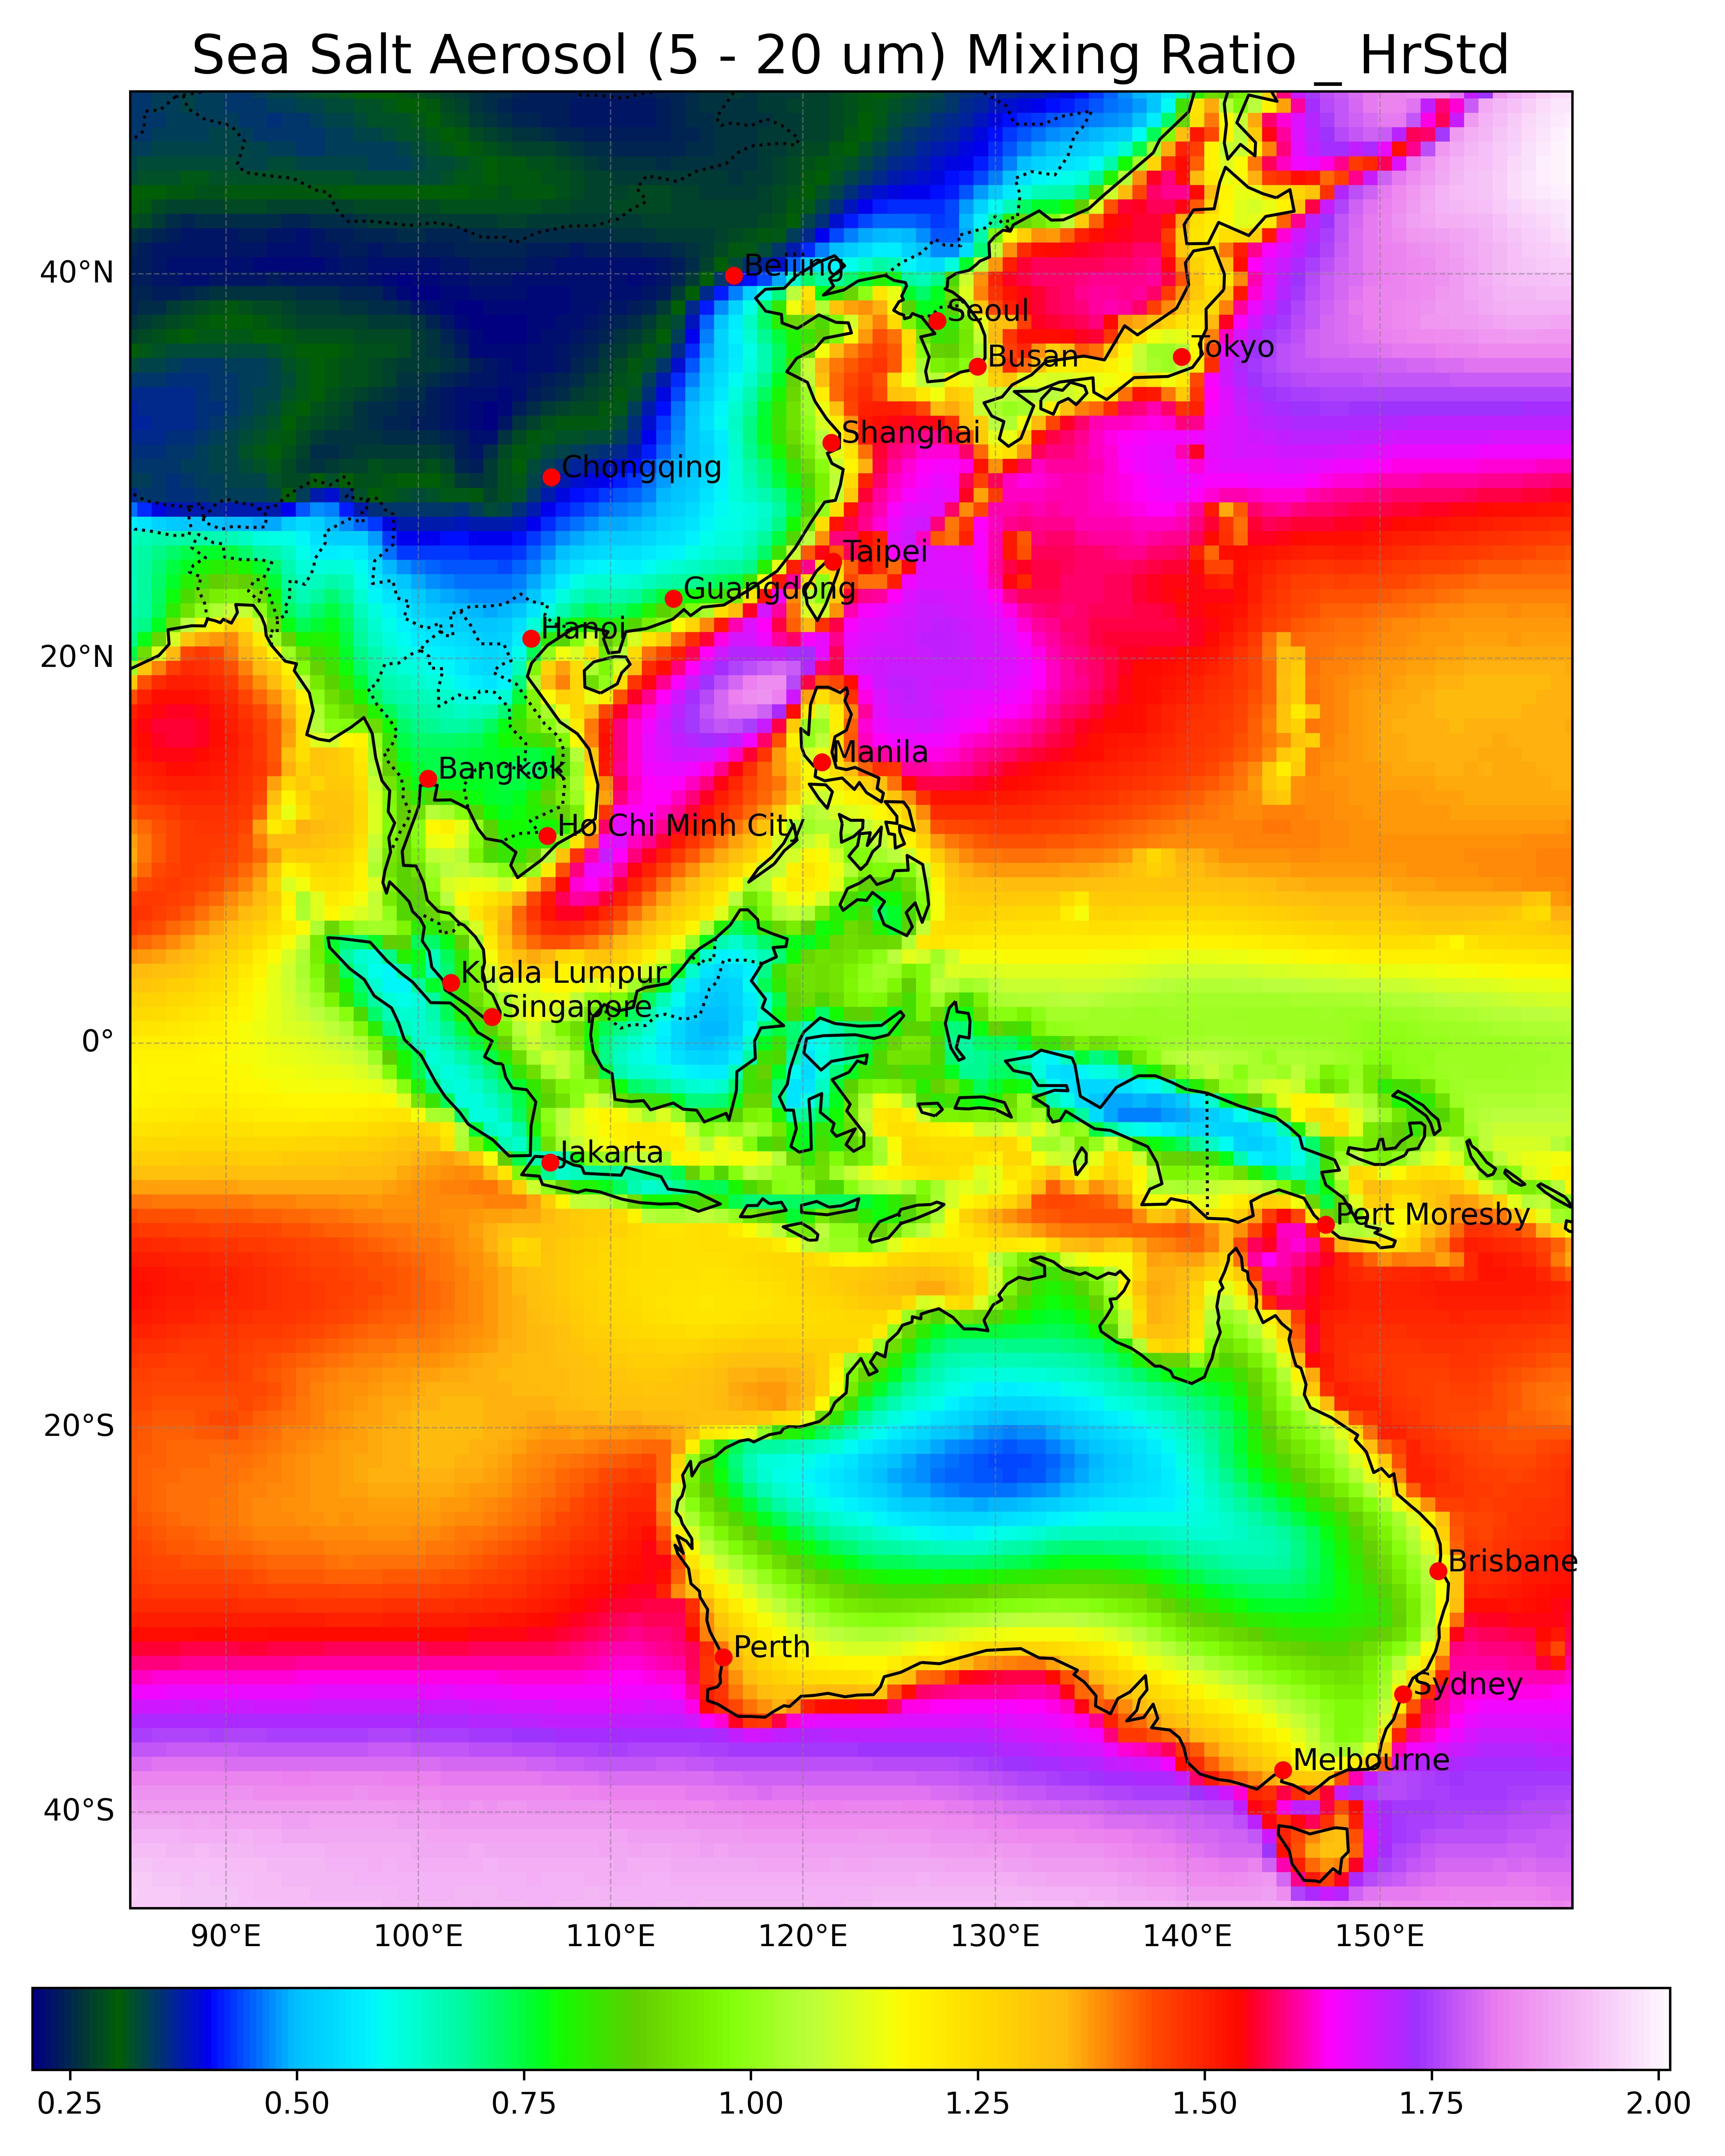 Sea Salt Aerosol (5 - 20 um) Mixing Ratio _ HrStd
40°N
20°N
0°
20°S
40°S
Beijing
Seoul
Busan
Tokyo
Shanghai
Chongqing
Taipei
Guangdong
Hanoi
Manila
Bangkok
Ho Chi Minh City
Kuala Lumpur
Singapore
Jakarta
Port Moresby
Brisbane
Perth
Sydney
Melbourne
90°E 100°E 110°E 120°E 130°E 140°E 150°E
0.25 0.50 0.75 1.00 1.25 1.50 1.75 2.00